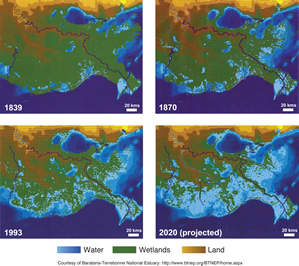 1839
20 kms
1870
20 kms
1993
20 kms
2020 (projected)
20 kms
Water Wetlands Land
Courtesy of Barataria-Terrebonne National Estuary: http://www.btnep.org/BTNEP/home.aspx